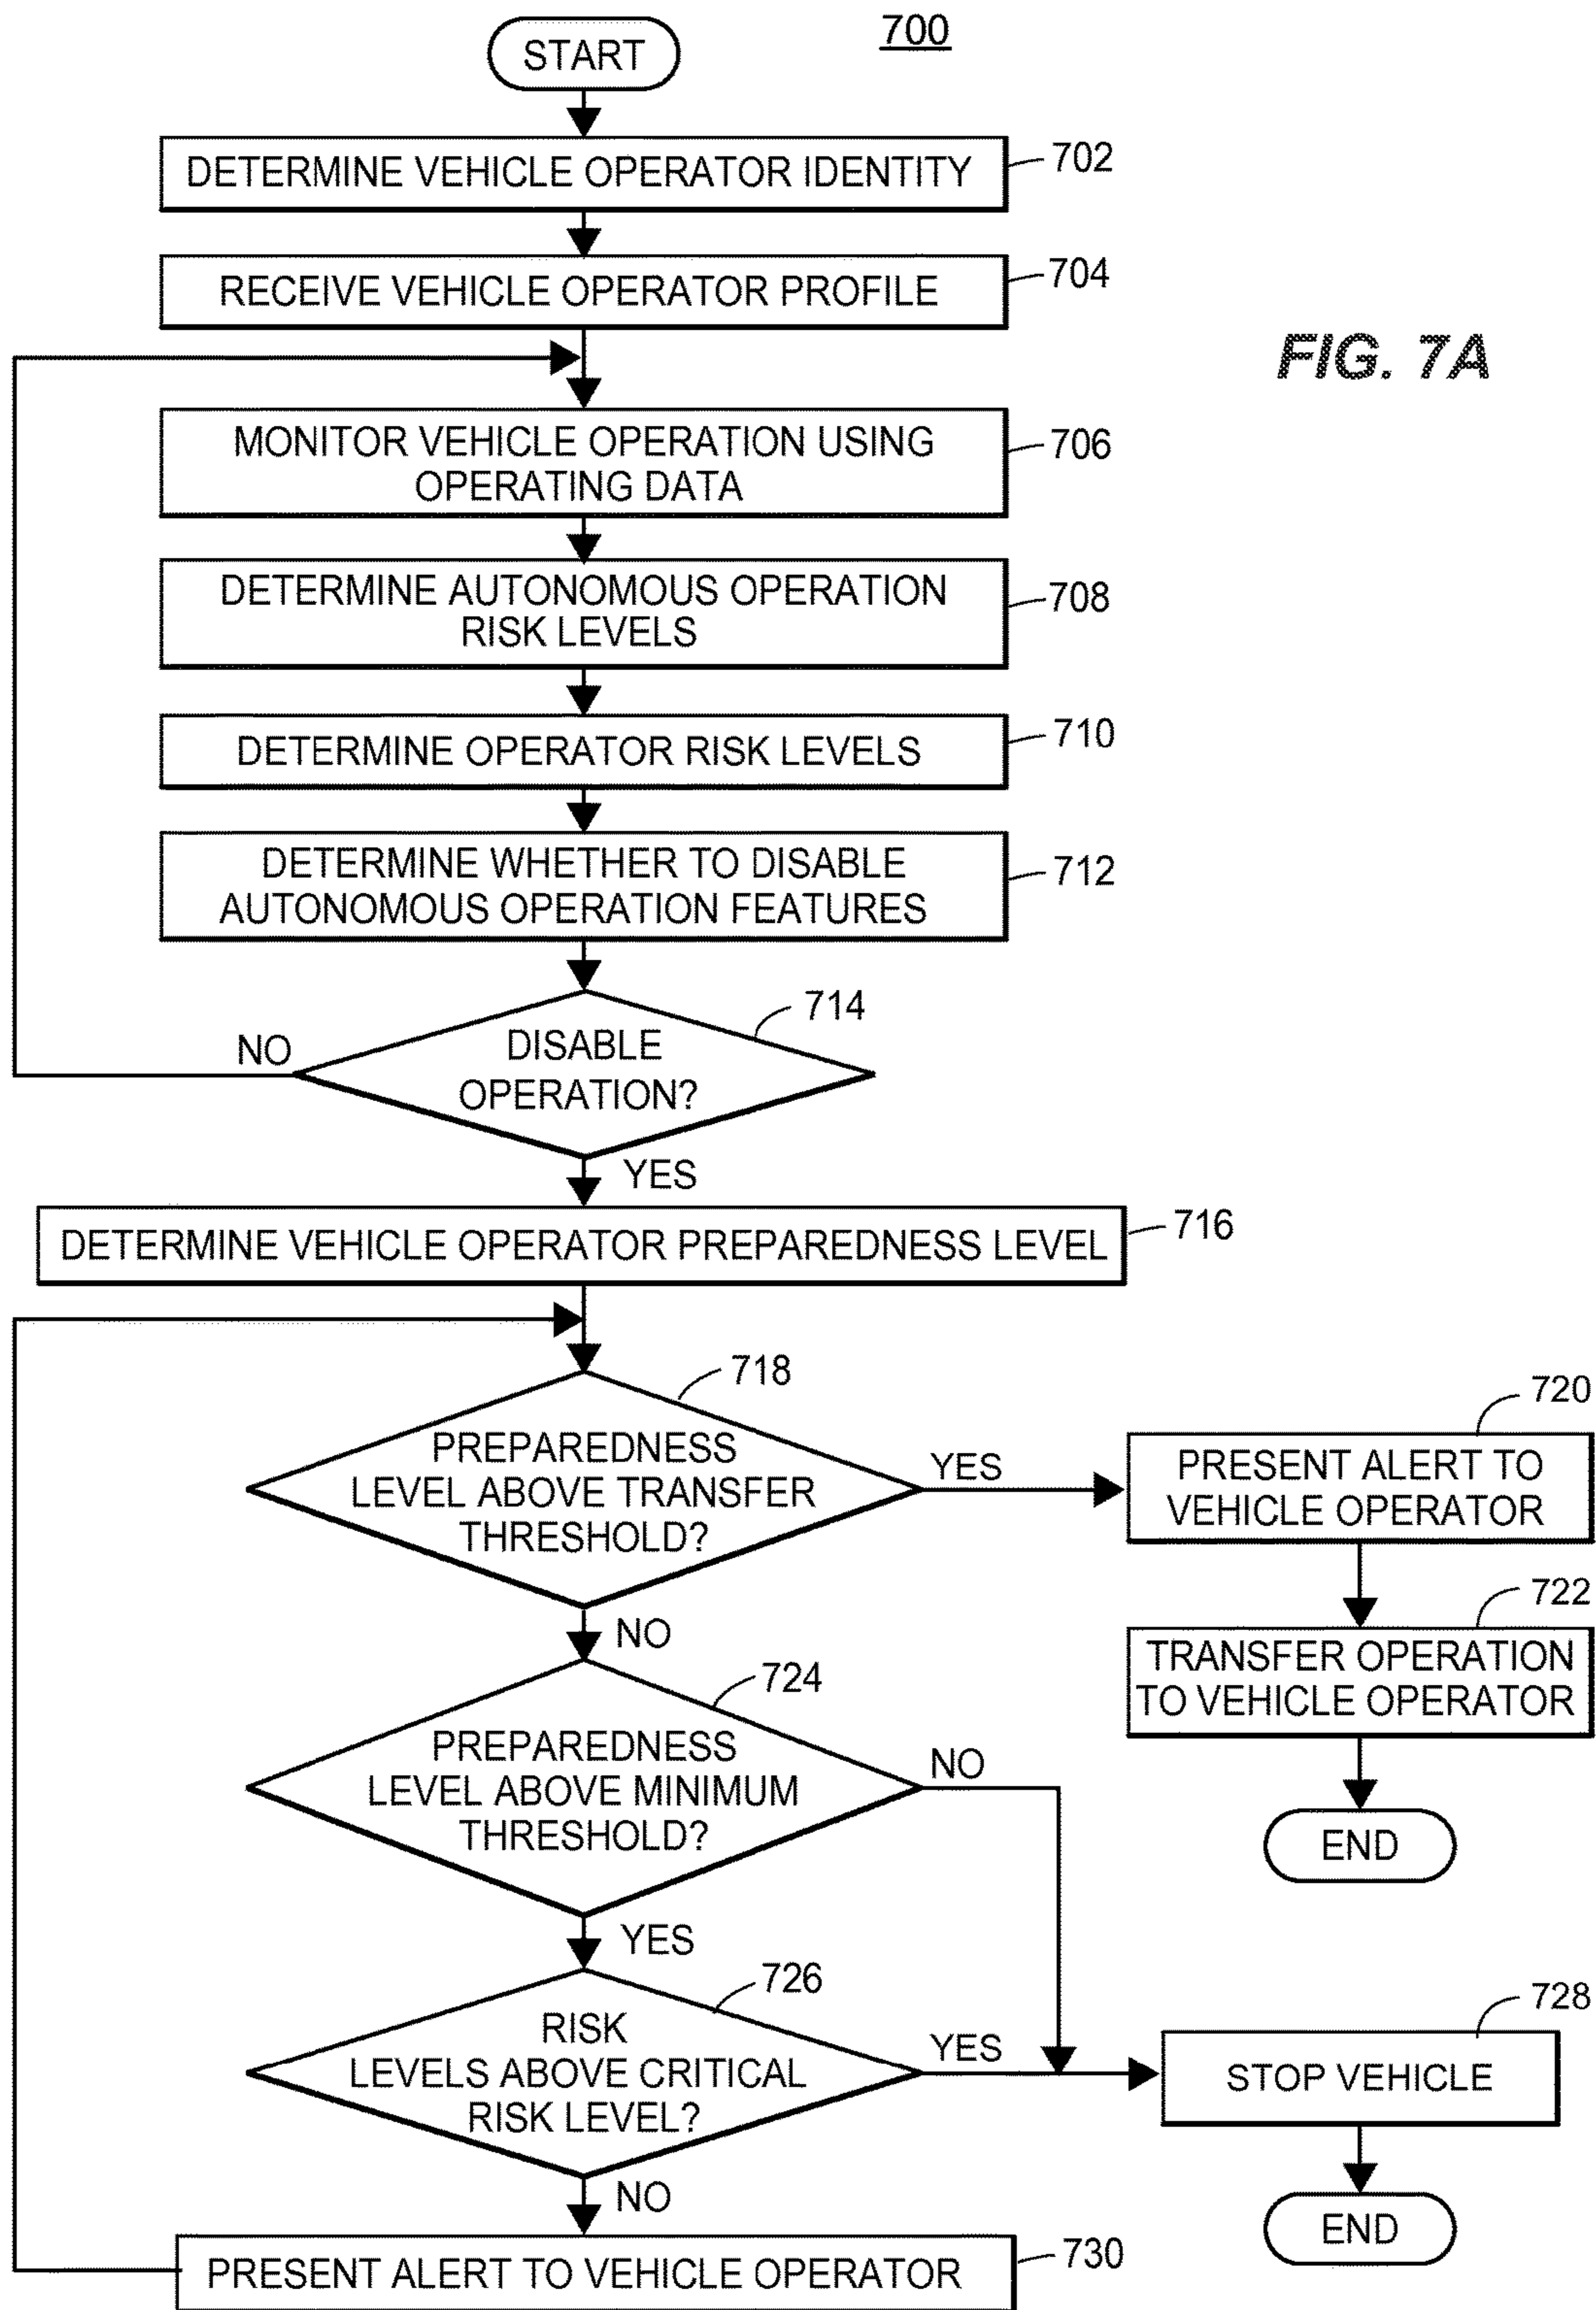 700
START
DETERMINE VEHICLE OPERATOR IDENTITY
702
RECEIVE VEHICLE OPERATOR PROFILE
704
FIG. 7A
MONITOR VEHICLE OPERATION USING
OPERATING DATA
706
DETERMINE AUTONOMOUS OPERATION
RISK LEVELS
708
DETERMINE OPERATOR RISK LEVELS
710
DETERMINE WHETHER TO DISABLE
AUTONOMOUS OPERATION FEATURES
712
714
DISABLE
OPERATION?
NO
YES
DETERMINE VEHICLE OPERATOR PREPAREDNESS LEVEL
716
718
PREPAREDNESS
LEVEL ABOVE TRANSFER
THRESHOLD?
YES
720
PRESENT ALERT TO
VEHICLE OPERATOR
722
TRANSFER OPERATION
TO VEHICLE OPERATOR
END
NO
724
PREPAREDNESS
LEVEL ABOVE MINIMUM
THRESHOLD?
NO
YES
726
RISK
LEVELS ABOVE CRITICAL
RISK LEVEL?
YES
728
STOP VEHICLE
END
NO
PRESENT ALERT TO VEHICLE OPERATOR
730